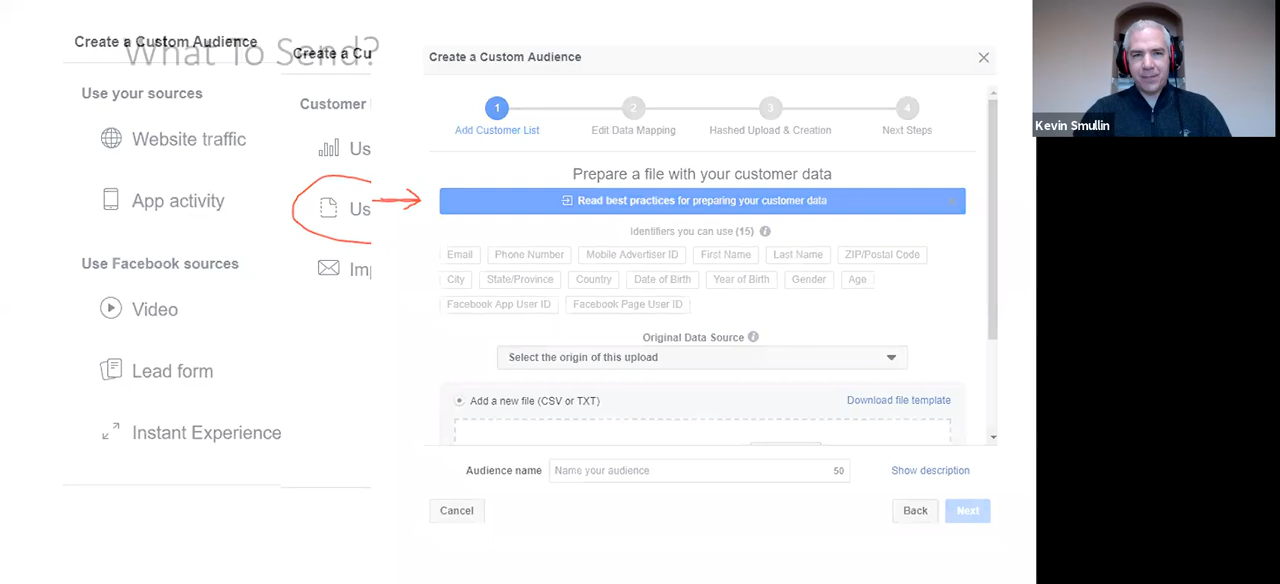 What To Send?
Create a Custom Audience
Use your sources
Website traffic
App activity
Use Facebook sources
Video
Lead form
Instant Experience
Create a Cu
Customer
Us
Us
Im
Create a Custom Audience
1 2 3 4
Add Customer List Edit Data Mapping Hashed Upload & Creation Next Steps
Prepare a file with your customer data
Read best practices for preparing your customer data
Identifiers you can use (15)
Email Phone Number Mobile Advertiser ID First Name Last Name ZIP/Postal Code
City State/Province Country Date of Birth Year of Birth Gender Age
Facebook App User ID Facebook Page User ID
Original Data Source
Select the origin of this upload
Add a new file (CSV or TXT) Download file template
Audience name Name your audience 50 Show description
Cancel Back Next
Kevin Smullin